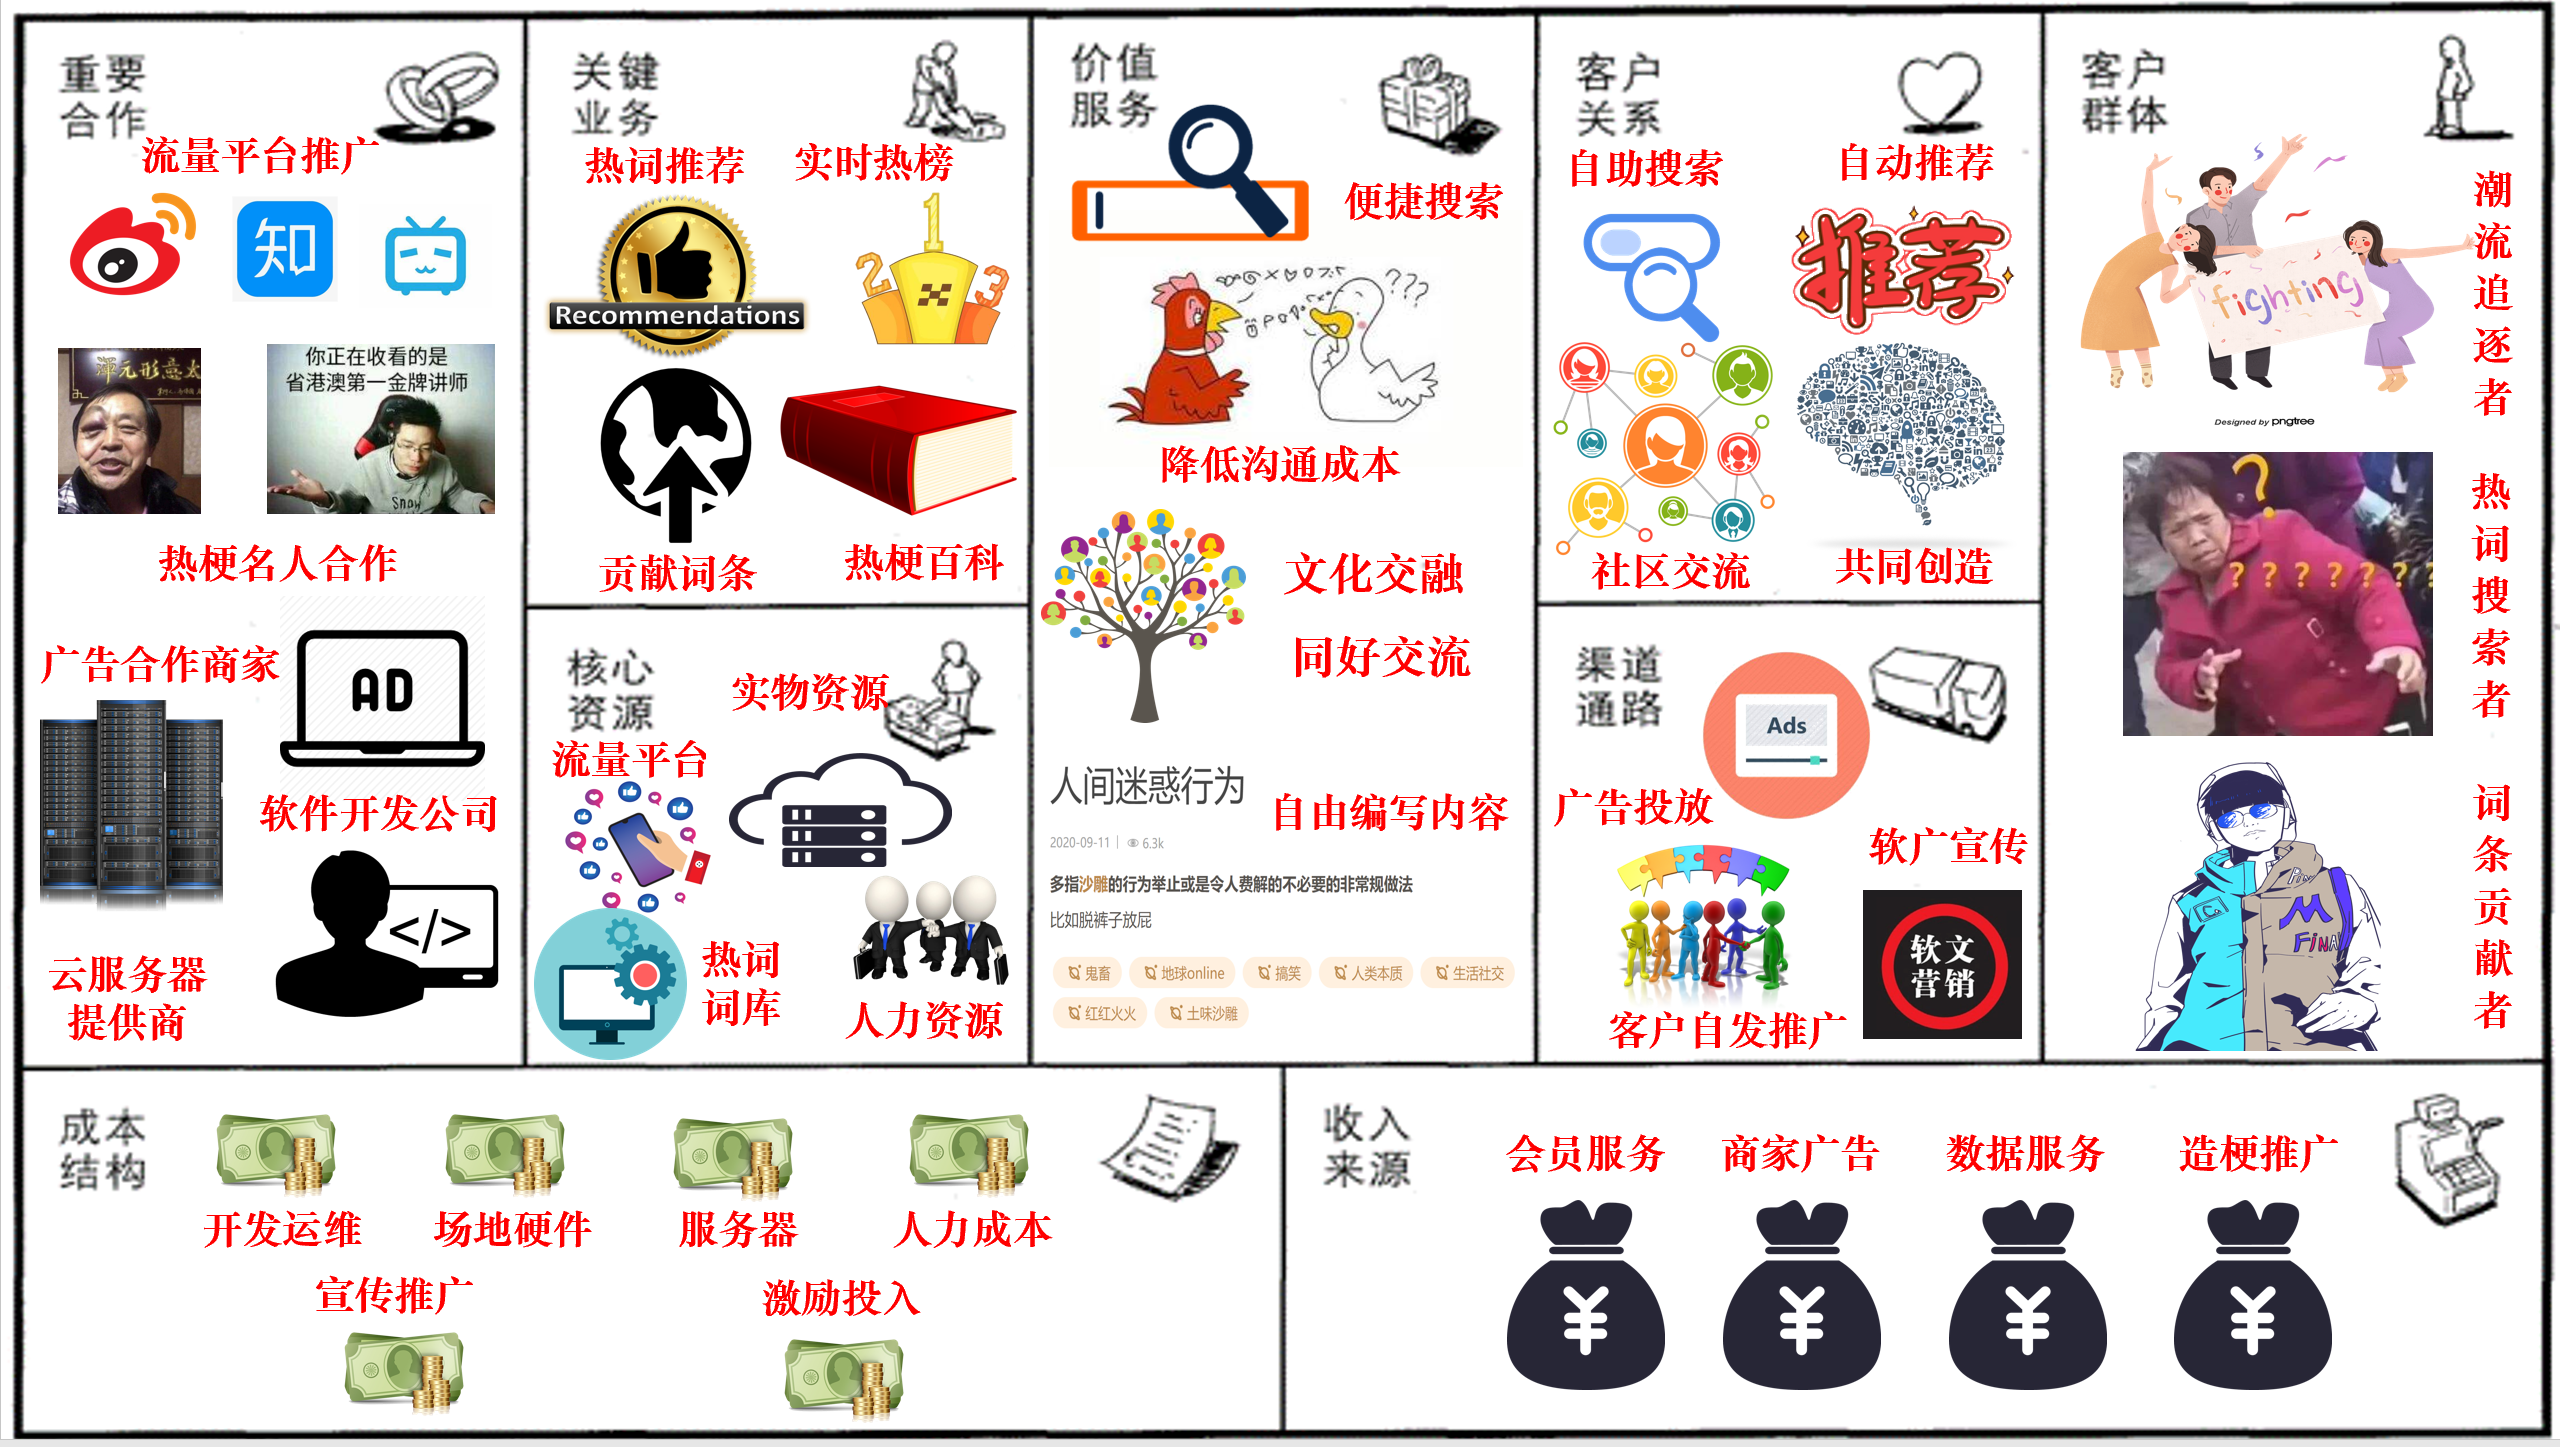 重要
合作
流量平台推广
知
渾元形意太
你正在收看的是
省港澳第一金牌讲师
Snow
热梗名人合作
广告合作商家
AD
软件开发公司
</>
云服务器
提供商
关键
业务
热词推荐
实时热榜
Recommendations
1
2
3
贡献词条
热梗百科
核心
资源
实物资源
流量平台
热词
词库
人力资源
价值
服务
便捷搜索
???
降低沟通成本
文化交融
同好交流
人间迷惑行为
2020-09-11
6.3k
自由编写内容
多指沙雕的行为举止或是令人费解的不必要的非常规做法
比如脱裤子放屁
鬼畜
地球online
搞笑
人类本质
生活社交
红红火火
土味沙雕
客户
关系
自助搜索
自动推荐
推荐
社区交流
共同创造
渠道
通路
Ads
广告投放
软广宣传
客户自发推广
软文
营销
客户
群体
fighting
Designed by pngtree
潮流追逐者
?
? ? ? ? ? ? ?
热词搜索者
FINAL
词条贡献者
成本
结构
开发运维
场地硬件
服务器
人力成本
宣传推广
激励投入
收入
来源
会员服务
商家广告
数据服务
造梗推广
¥
¥
¥
¥